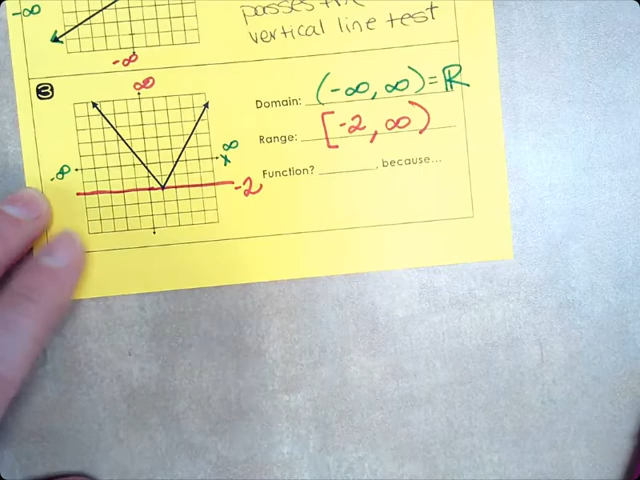 -∞
passes the
vertical line test
-∞
3
∞
Domain: (-∞, ∞) = ℝ
Range: [-2, ∞)
∞
x
-∞
-2
Function? ________, because...